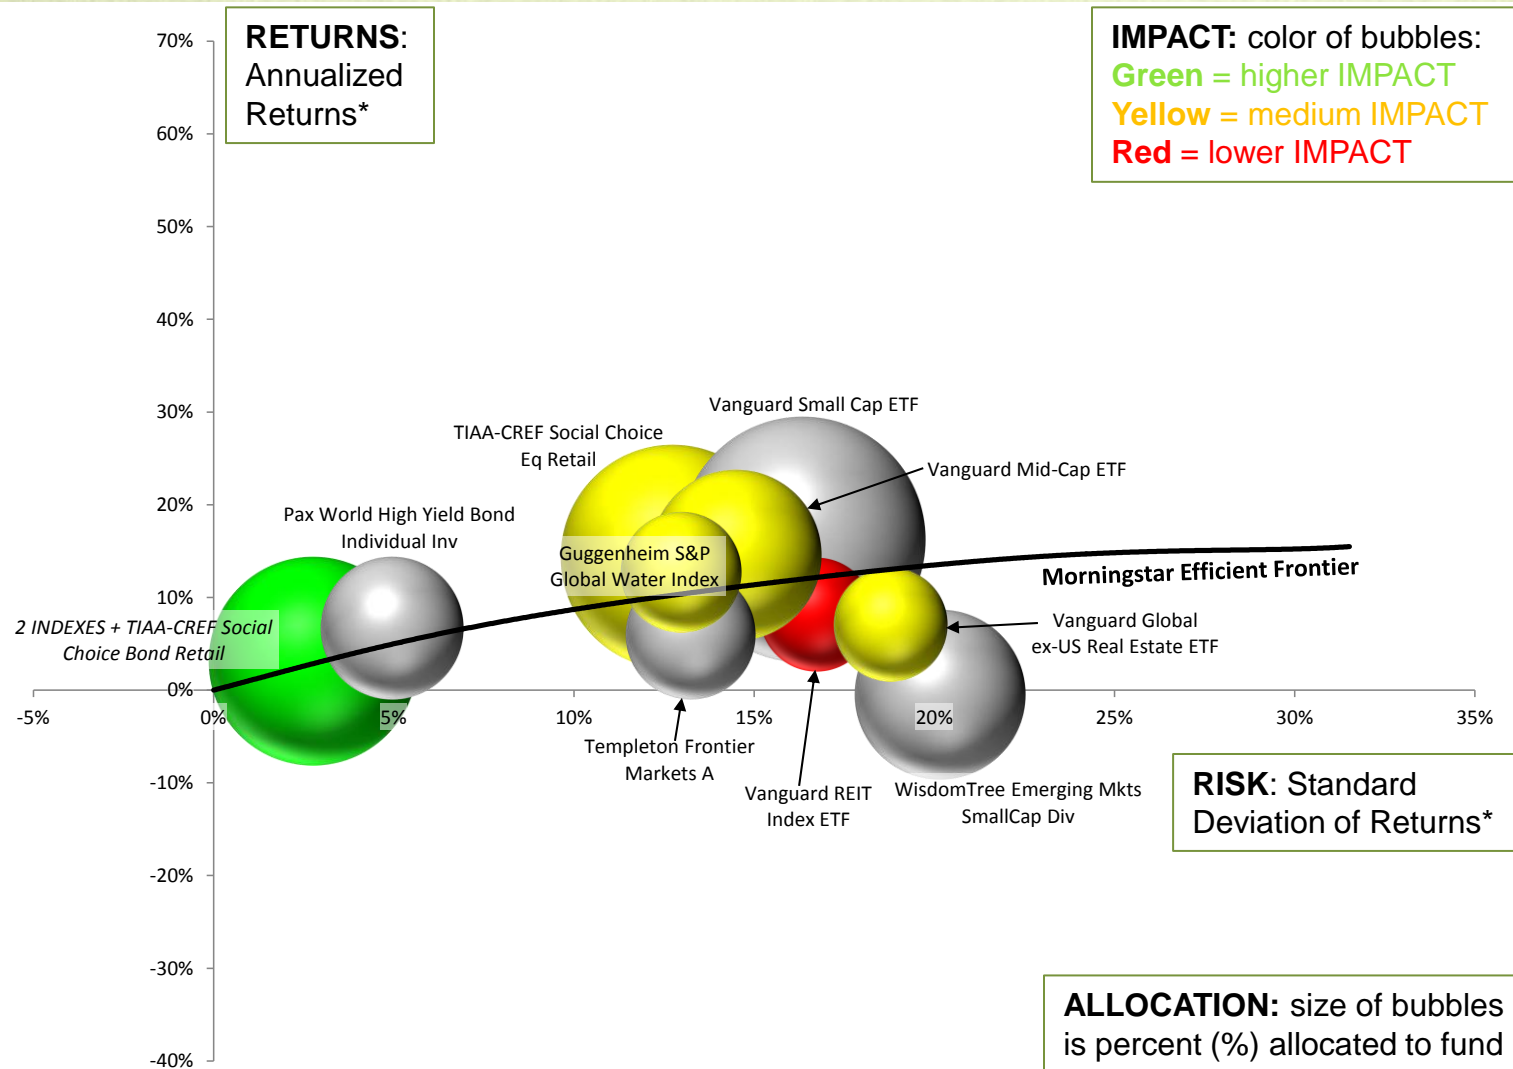 RETURNS:
Annualized
Returns*
IMPACT: color of bubbles:
Green = higher IMPACT
Yellow = medium IMPACT
Red = lower IMPACT
70%
60%
50%
40%
30%
20%
10%
0%
-10%
-20%
-30%
-40%
-5%
0%
5%
10%
15%
20%
25%
30%
35%
Vanguard Small Cap ETF
TIAA-CREF Social Choice
Eq Retail
Vanguard Mid-Cap ETF
Pax World High Yield Bond
Individual Inv
Guggenheim S&P
Global Water Index
Morningstar Efficient Frontier
2 INDEXES + TIAA-CREF Social
Choice Bond Retail
Vanguard Global
ex-US Real Estate ETF
Templeton Frontier
Markets A
Vanguard REIT
Index ETF
WisdomTree Emerging Mkts
SmallCap Div
RISK: Standard
Deviation of Returns*
ALLOCATION: size of bubbles
is percent (%) allocated to fund